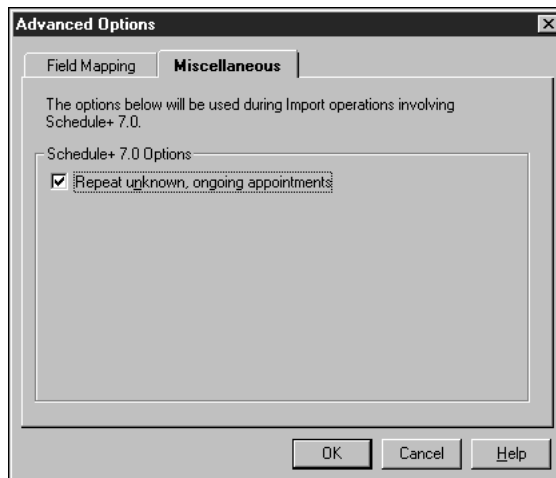 Advanced Options
Field Mapping
Miscellaneous
The options below will be used during Import operations involving
Schedule+ 7.0.
Schedule+ 7.0 Options
Repeat unknown, ongoing appointments
OK
Cancel
Help